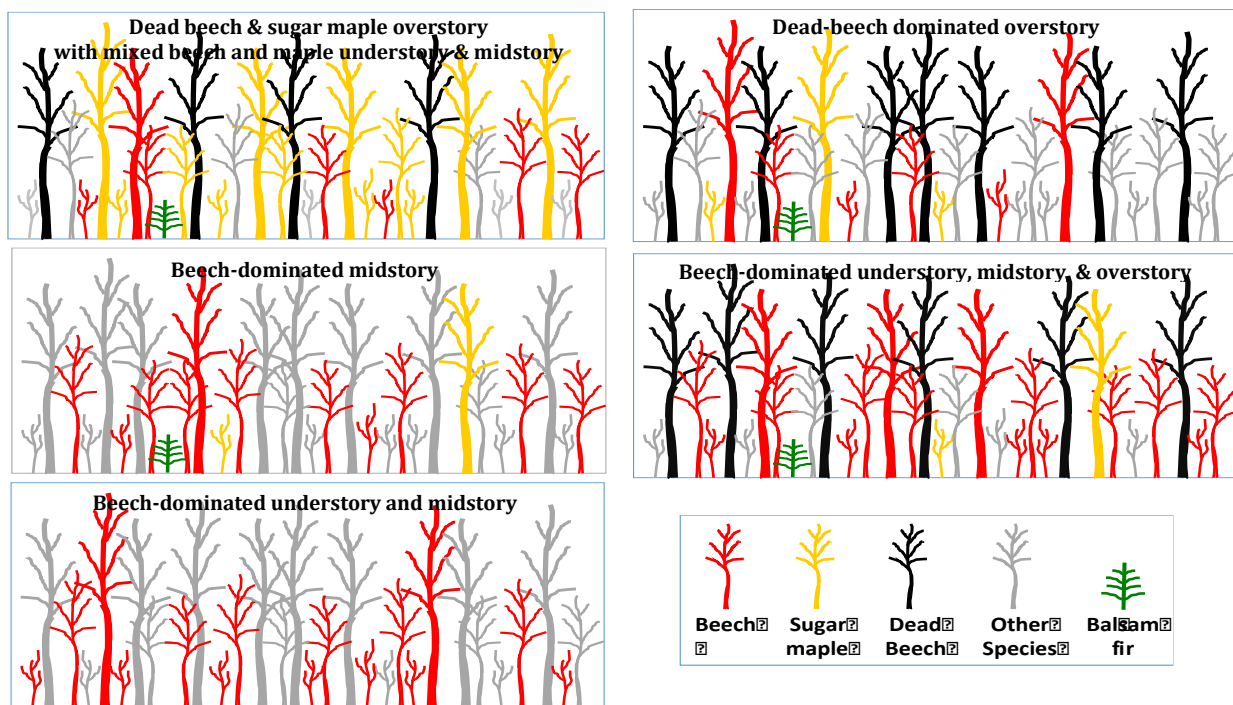 Dead beech & sugar maple overstory
with mixed beech and maple understory & midstory
Dead-beech dominated overstory
Beech-dominated midstory
Beech-dominated understory, midstory, & overstory
Beech-dominated understory and midstory
Beech⍰
⍰
Sugar⍰
maple⍰
Dead⍰
Beech⍰
Other⍰
Species⍰
Balsam⍰
fir